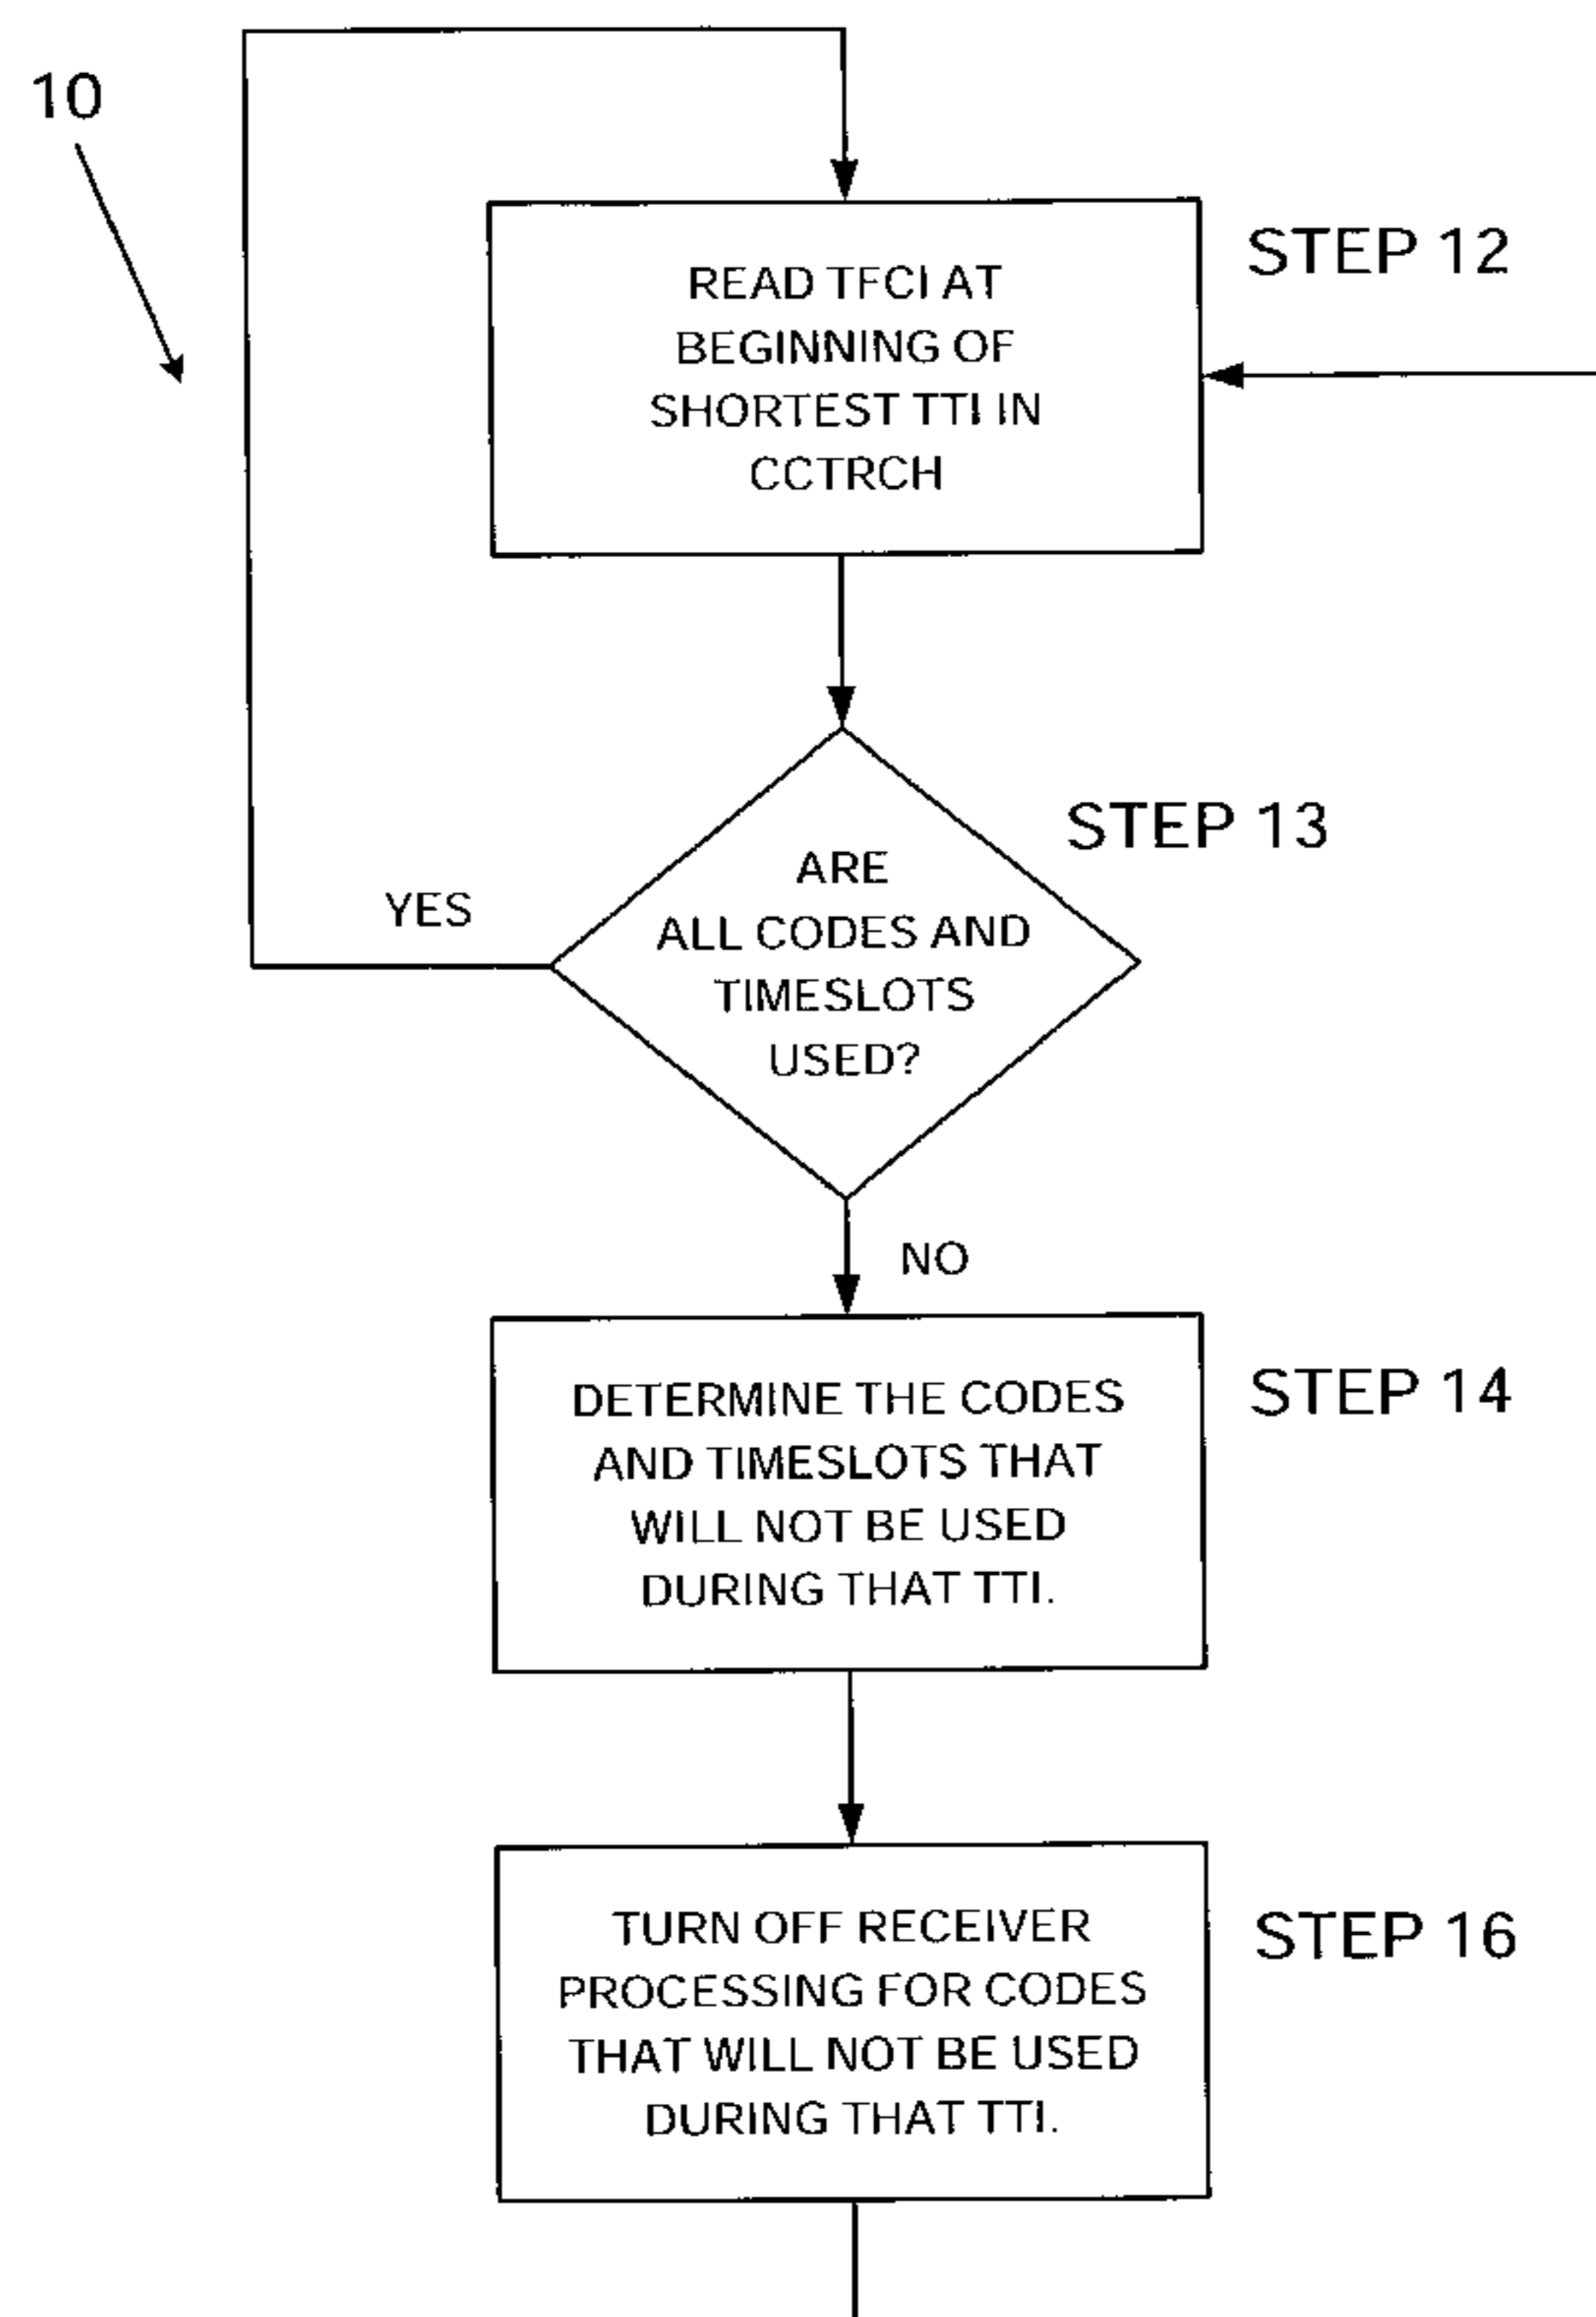 10
READ TFCI AT
BEGINNING OF
SHORTEST TTI IN
CCTRCH
STEP 12
STEP 13
ARE
ALL CODES AND
TIMESLOTS
USED?
YES
NO
DETERMINE THE CODES
AND TIMESLOTS THAT
WILL NOT BE USED
DURING THAT TTI.
STEP 14
TURN OFF RECEIVER
PROCESSING FOR CODES
THAT WILL NOT BE USED
DURING THAT TTI.
STEP 16